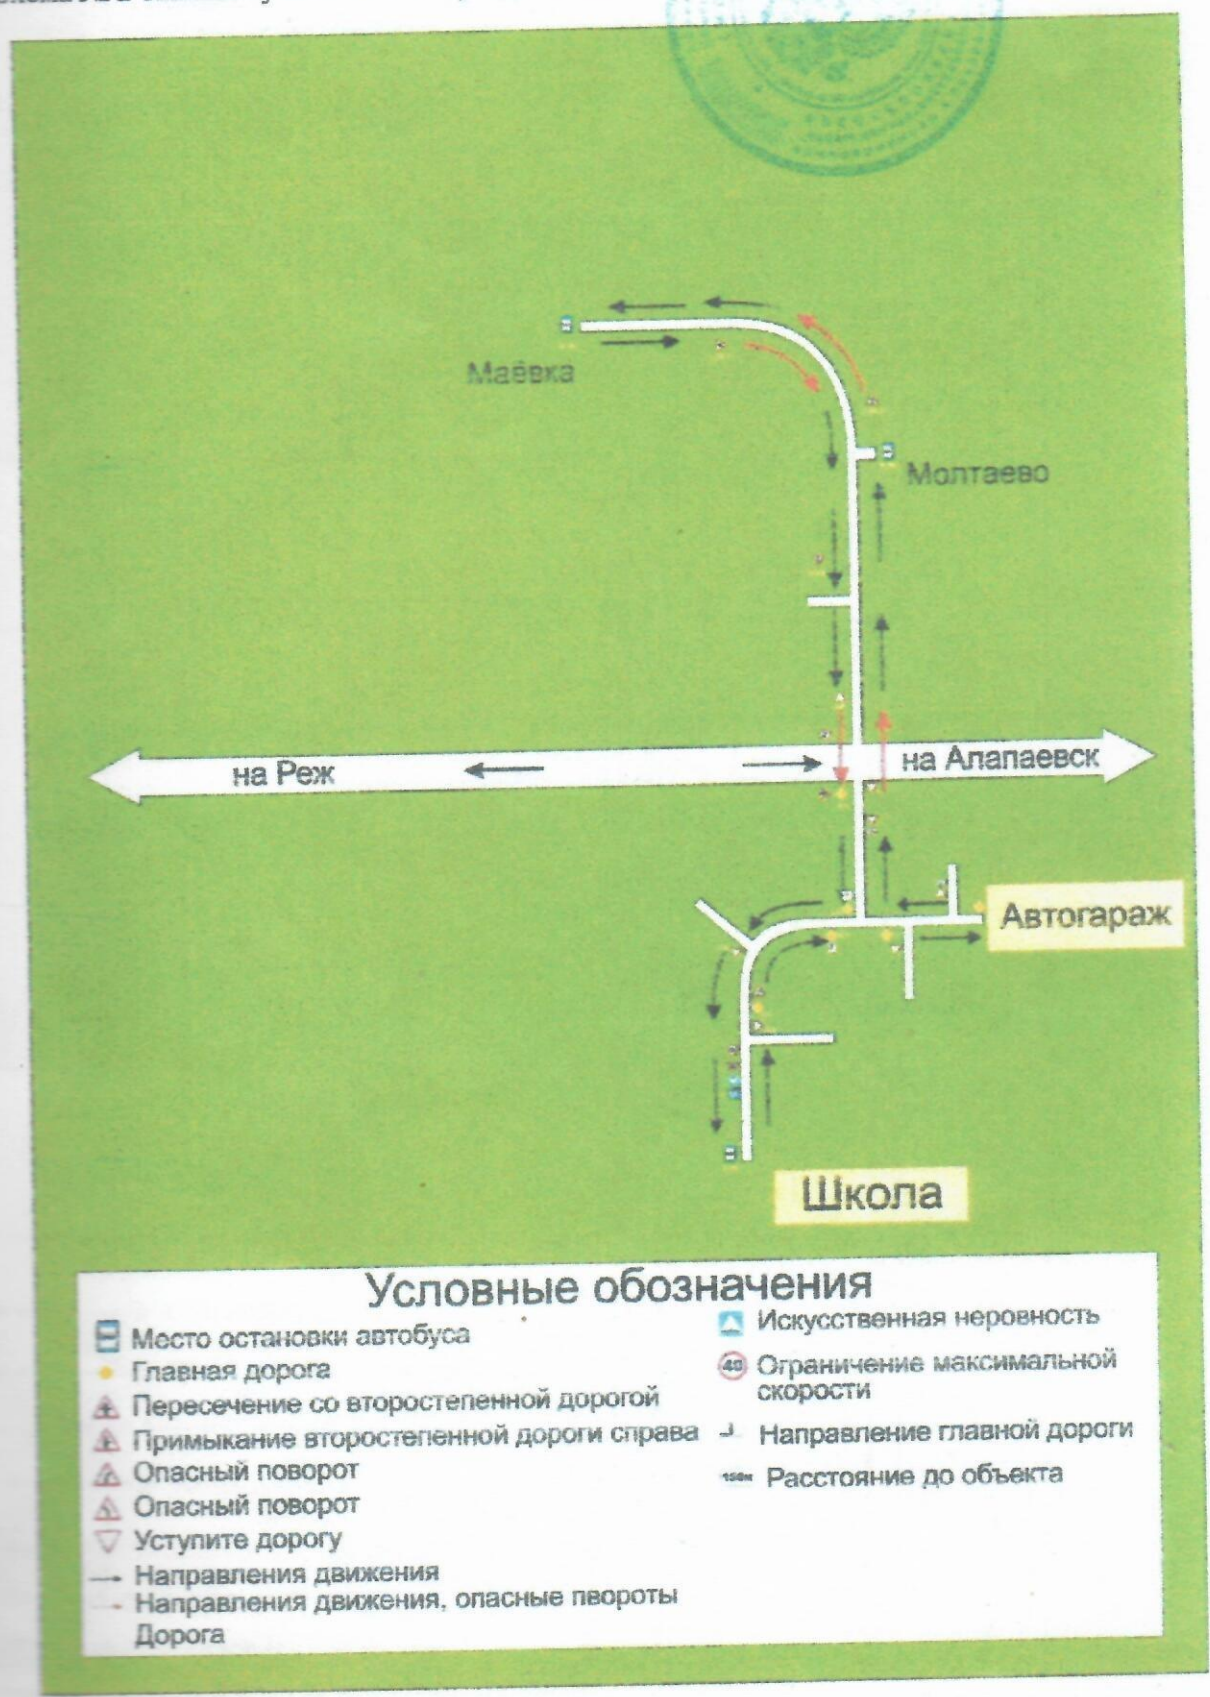 Маёвка
Молтаево
на Реж
на Алапаевск
Автогараж
Школа
Условные обозначения
Место остановки автобуса
Главная дорога
Пересечение со второстепенной дорогой
Примыкание второстепенной дороги справа
Опасный поворот
Опасный поворот
Уступите дорогу
Направления движения
Направления движения, опасные пвороты
Дорога
Искусственная неровность
40 Ограничение максимальной
скорости
Направление главной дороги
150м Расстояние до объекта